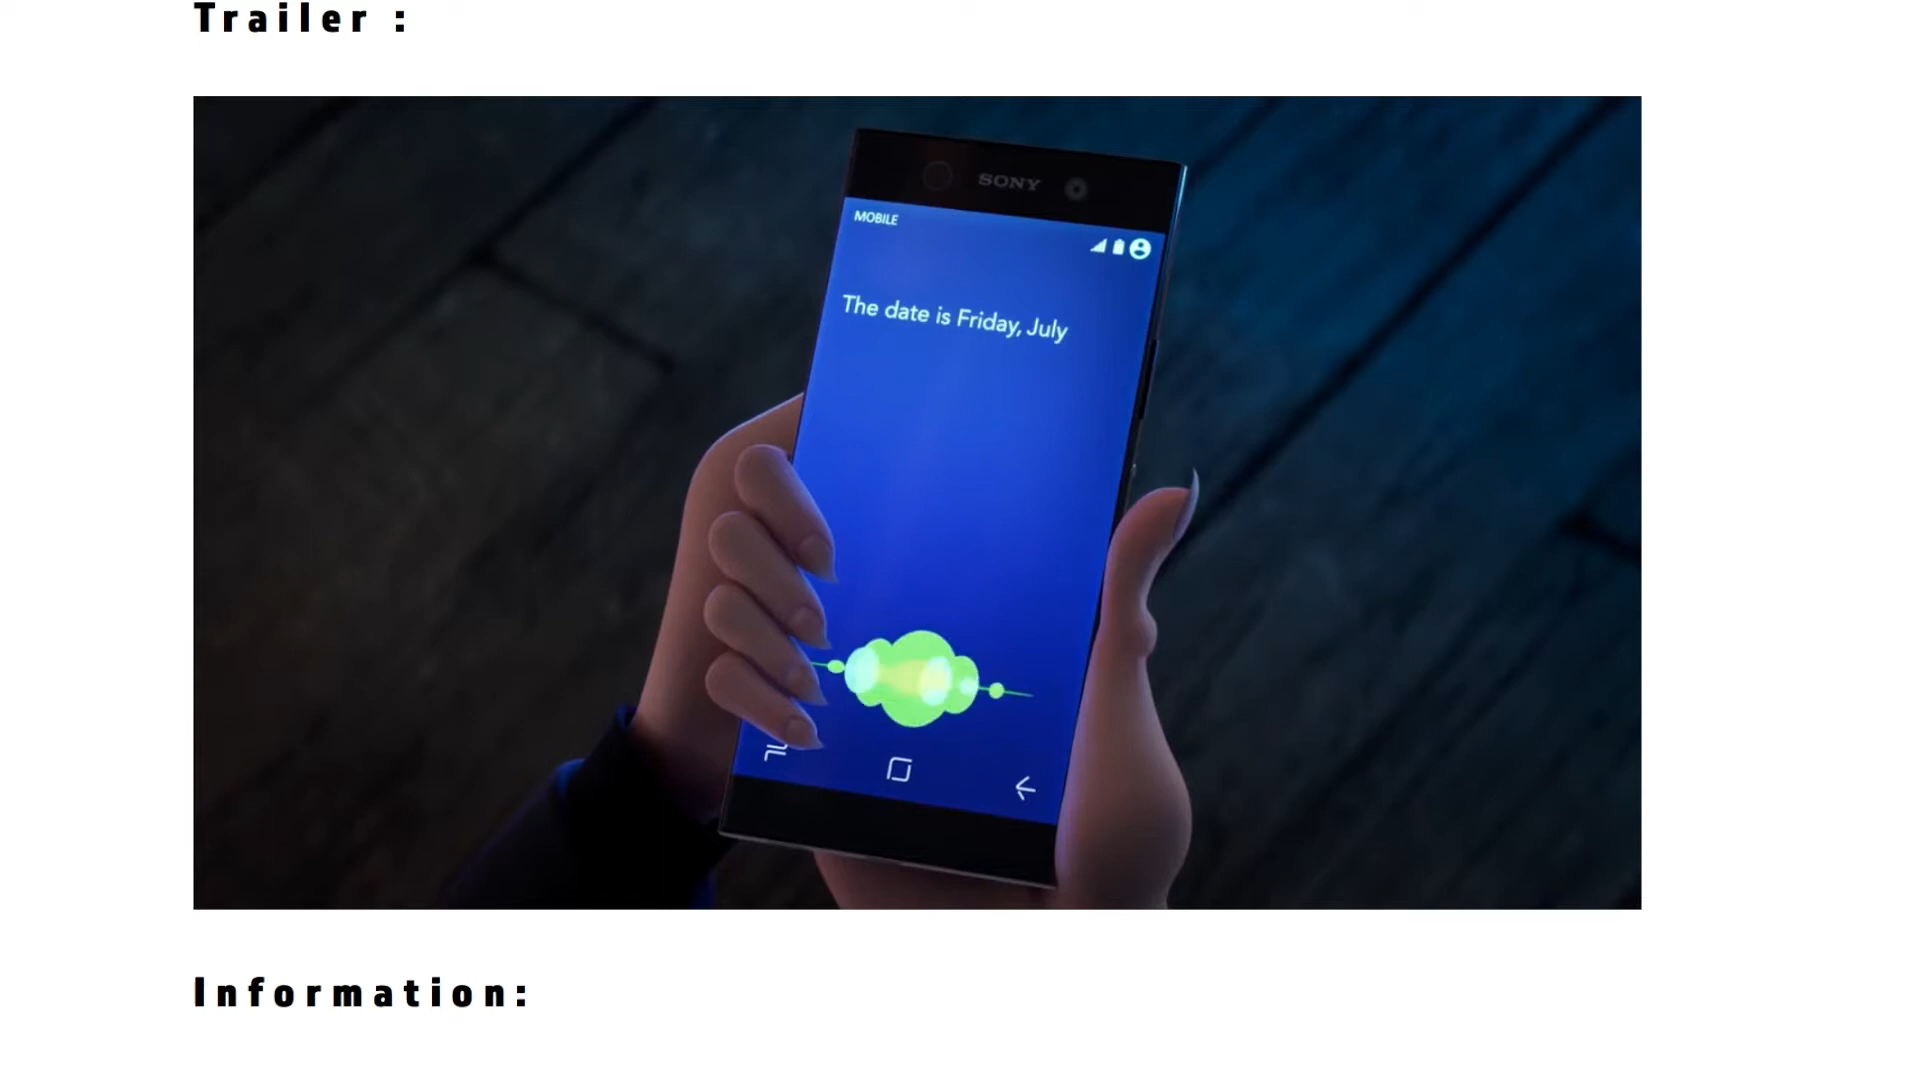 Trailer :
SONY
MOBILE
The date is Friday, July
Information: